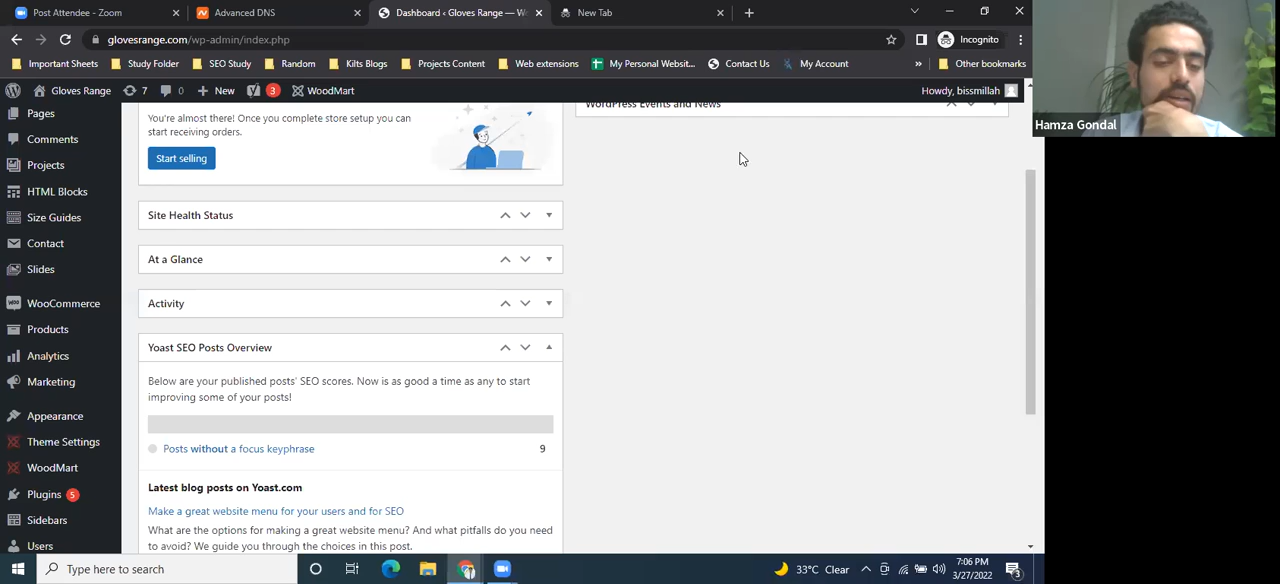 Post Attendee - Zoom
Advanced DNS
Dashboard ‹ Gloves Range — Wo
New Tab
glovesrange.com/wp-admin/index.php
Incognito
Important Sheets
Study Folder
SEO Study
Random
Kilts Blogs
Projects Content
Web extensions
My Personal Websit...
Contact Us
My Account
»
Other bookmarks
Gloves Range
7
0
+ New
3
WoodMart
Howdy, bissmillah
Hamza Gondal
Pages
Comments
Projects
HTML Blocks
Size Guides
Contact
Slides
WooCommerce
Products
Analytics
Marketing
Appearance
Theme Settings
WoodMart
Plugins 5
Sidebars
Users
You're almost there! Once you complete store setup you can
start receiving orders.
Start selling
WordPress Events and News
Site Health Status
At a Glance
Activity
Yoast SEO Posts Overview
Below are your published posts' SEO scores. Now is as good a time as any to start
improving some of your posts!
Posts without a focus keyphrase
9
Latest blog posts on Yoast.com
Make a great website menu for your users and for SEO
What are the options for making a great website menu? And what pitfalls do you need
to avoid? We guide you through the choices in this post.
Type here to search
33°C Clear
7:06 PM
3/27/2022
3